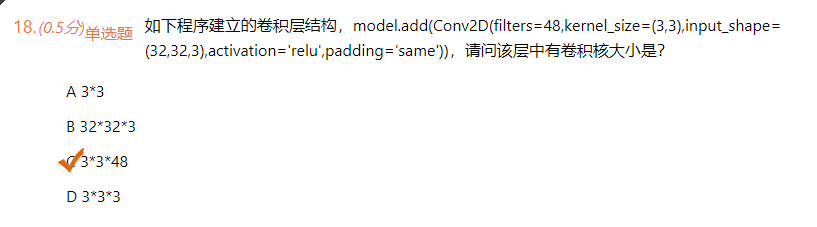 18.(0.5分)单选题 如下程序建立的卷积层结构，model.add(Conv2D(filters=48,kernel_size=(3,3),input_shape=
(32,32,3),activation='relu',padding='same'))，请问该层中有卷积核大小是?
A 3*3
B 32*32*3
C 3*3*48
D 3*3*3